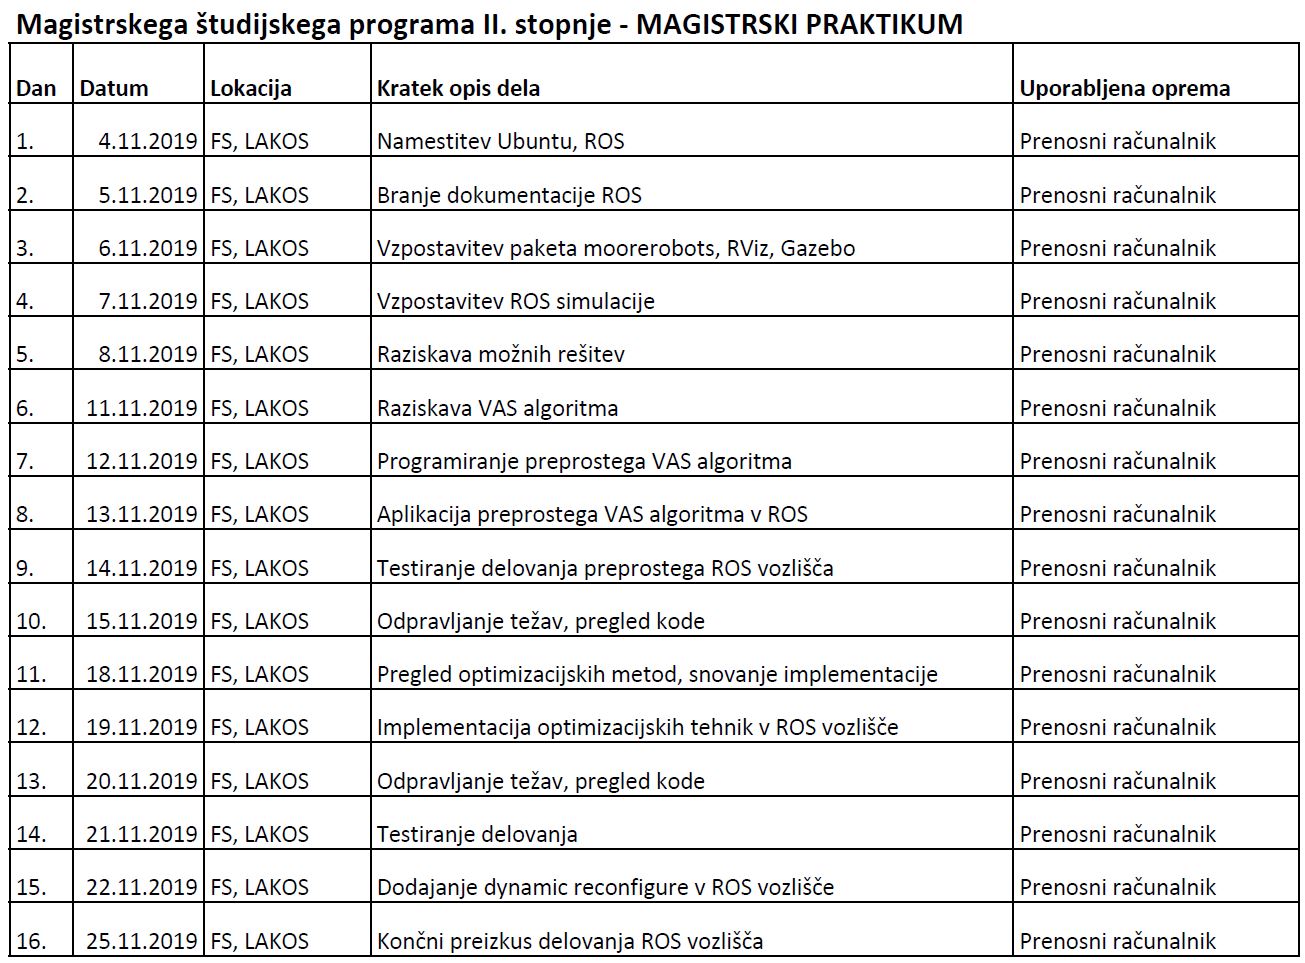 Magistrskega študijskega programa II. stopnje - MAGISTRSKI PRAKTIKUM
Dan Datum Lokacija Kratek opis dela Uporabljena oprema
1. 4.11.2019 FS, LAKOS Namestitev Ubuntu, ROS Prenosni računalnik
2. 5.11.2019 FS, LAKOS Branje dokumentacije ROS Prenosni računalnik
3. 6.11.2019 FS, LAKOS Vzpostavitev paketa moorerobots, RViz, Gazebo Prenosni računalnik
4. 7.11.2019 FS, LAKOS Vzpostavitev ROS simulacije Prenosni računalnik
5. 8.11.2019 FS, LAKOS Raziskava možnih rešitev Prenosni računalnik
6. 11.11.2019 FS, LAKOS Raziskava VAS algoritma Prenosni računalnik
7. 12.11.2019 FS, LAKOS Programiranje preprostega VAS algoritma Prenosni računalnik
8. 13.11.2019 FS, LAKOS Aplikacija preprostega VAS algoritma v ROS Prenosni računalnik
9. 14.11.2019 FS, LAKOS Testiranje delovanja preprostega ROS vozlišča Prenosni računalnik
10. 15.11.2019 FS, LAKOS Odpravljanje težav, pregled kode Prenosni računalnik
11. 18.11.2019 FS, LAKOS Pregled optimizacijskih metod, snovanje implementacije Prenosni računalnik
12. 19.11.2019 FS, LAKOS Implementacija optimizacijskih tehnik v ROS vozlišče Prenosni računalnik
13. 20.11.2019 FS, LAKOS Odpravljanje težav, pregled kode Prenosni računalnik
14. 21.11.2019 FS, LAKOS Testiranje delovanja Prenosni računalnik
15. 22.11.2019 FS, LAKOS Dodajanje dynamic reconfigure v ROS vozlišče Prenosni računalnik
16. 25.11.2019 FS, LAKOS Končni preizkus delovanja ROS vozlišča Prenosni računalnik